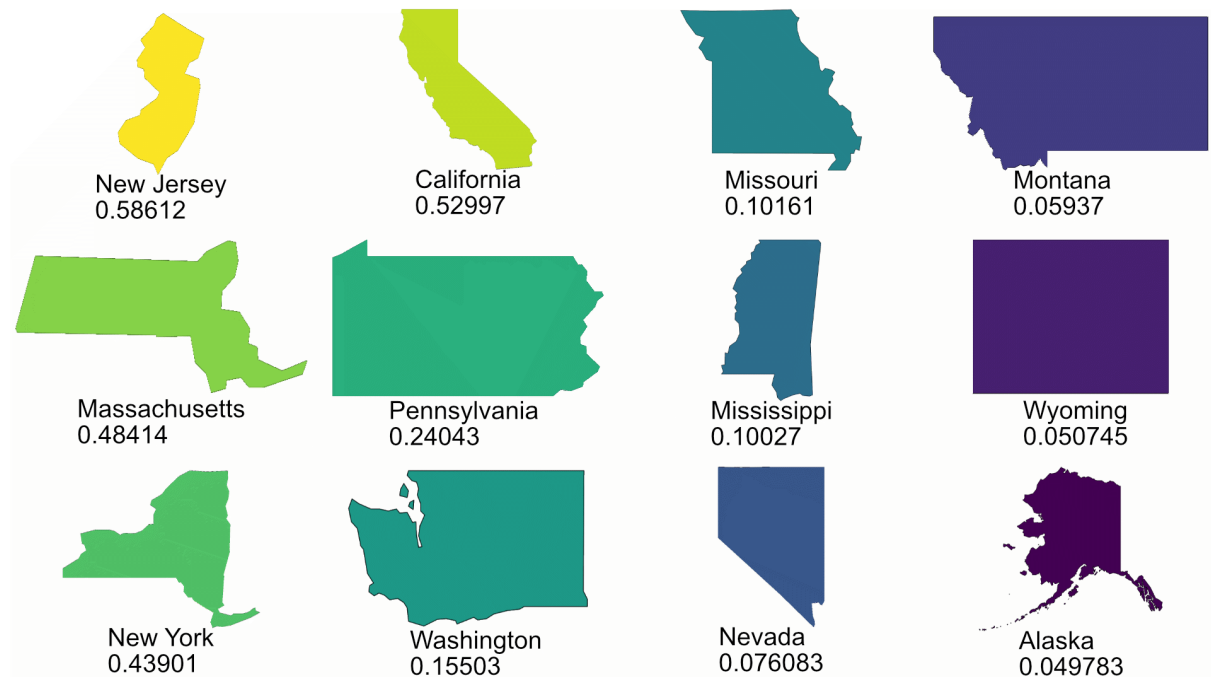 New Jersey
0.58612
California
0.52997
Missouri
0.10161
Montana
0.05937
Massachusetts
0.48414
Pennsylvania
0.24043
Mississippi
0.10027
Wyoming
0.050745
New York
0.43901
Washington
0.15503
Nevada
0.076083
Alaska
0.049783